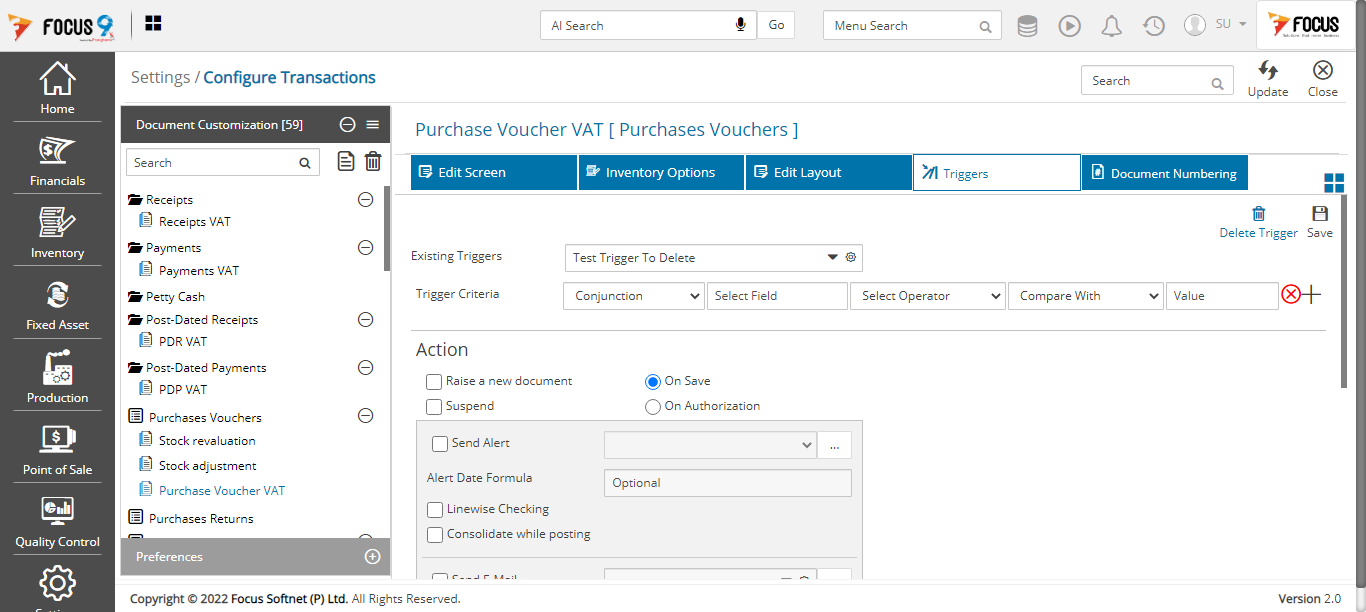 FOCUS 9
AI Search
Go
Menu Search
SU
FOCUS
Home
Financials
Inventory
Fixed Asset
Production
Point of Sale
Quality Control
Settings / Configure Transactions
Search
Update
Close
Document Customization [59]
Search
Receipts
Receipts VAT
Payments
Payments VAT
Petty Cash
Post-Dated Receipts
PDR VAT
Post-Dated Payments
PDP VAT
Purchases Vouchers
Stock revaluation
Stock adjustment
Purchase Voucher VAT
Purchases Returns
Preferences
Purchase Voucher VAT [ Purchases Vouchers ]
Edit Screen
Inventory Options
Edit Layout
Triggers
Document Numbering
Delete Trigger
Save
Existing Triggers
Test Trigger To Delete
Trigger Criteria
Conjunction
Select Field
Select Operator
Compare With
Value
Action
Raise a new document
On Save
Suspend
On Authorization
Send Alert
...
Alert Date Formula
Optional
Linewise Checking
Consolidate while posting
Send E-Mail
Copyright © 2022 Focus Softnet (P) Ltd. All Rights Reserved.
Version 2.0